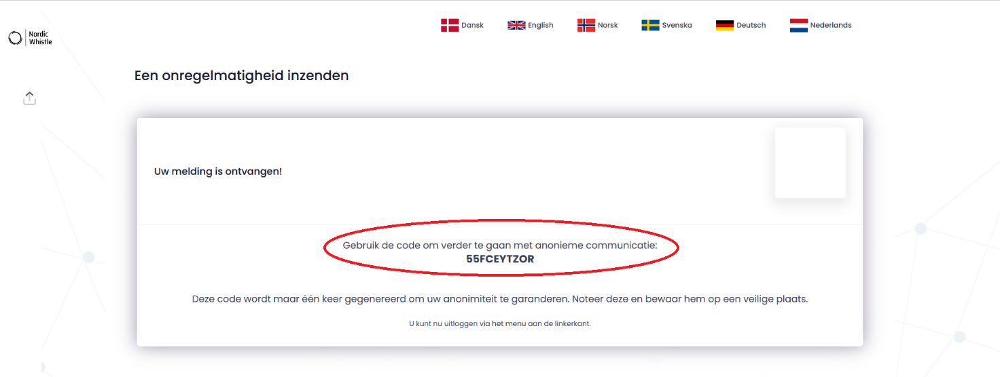 Nordic
Whistle
Dansk English Norsk Svenska Deutsch Nederlands
Een onregelmatigheid inzenden
Uw melding is ontvangen!
Gebruik de code om verder te gaan met anonieme communicatie:
55FCEYTZOR
Deze code wordt maar één keer gegenereerd om uw anonimiteit te garanderen. Noteer deze en bewaar hem op een veilige plaats.
U kunt nu uitloggen via het menu aan de linkerkant.